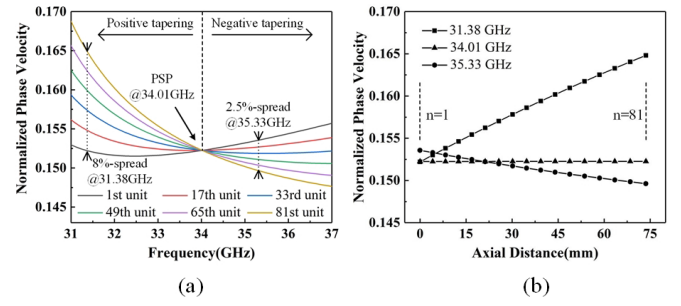 Positive tapering
Negative tapering
PSP
@34.01GHz
2.5%-spread
@35.33GHz
8%-spread
@31.38GHz
1st unit
17th unit
33rd unit
49th unit
65th unit
81st unit
0.170
0.165
0.160
0.155
0.150
0.145
31
32
33
34
35
36
37
Normalized Phase Velocity
Frequency(GHz)
(a)
31.38 GHz
34.01 GHz
35.33 GHz
n=1
n=81
0.170
0.165
0.160
0.155
0.150
0.145
0
15
30
45
60
75
Normalized Phase Velocity
Axial Distance(mm)
(b)